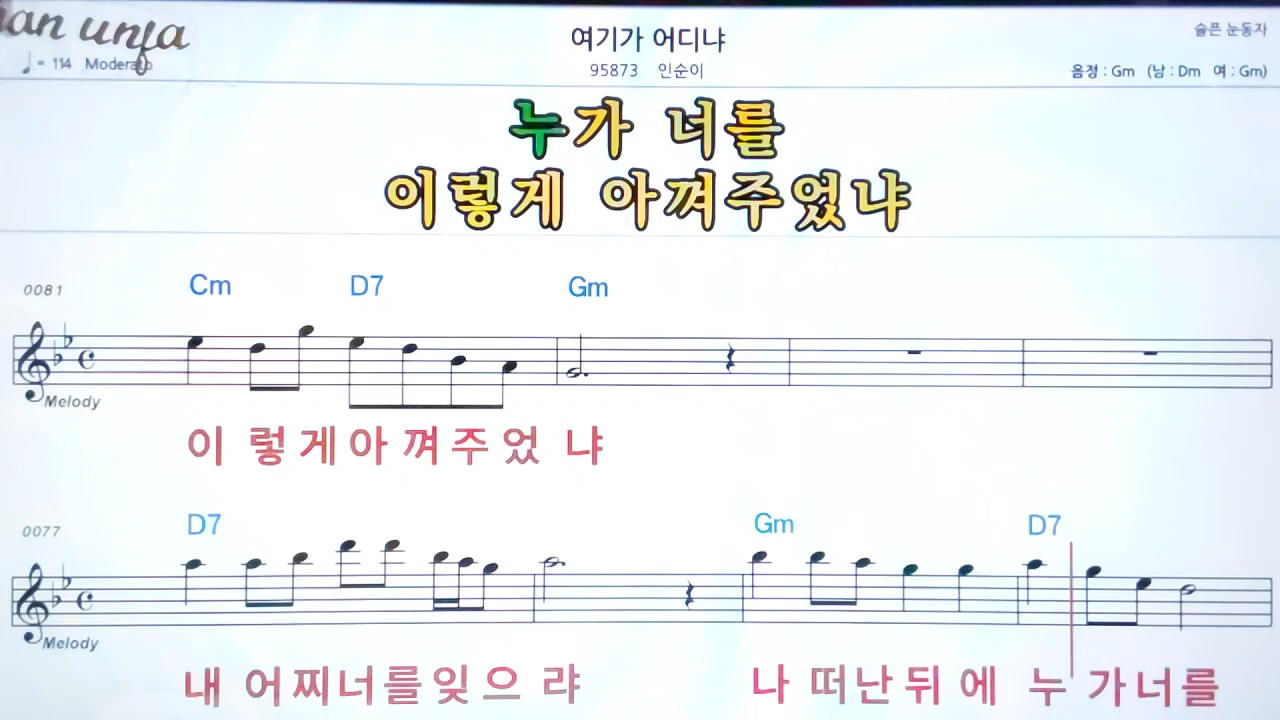 an unja
슬픈 눈동자
여기가 어디냐
♩= 114 Moderato
95873 인순이
음정 : Gm (남 : Dm 여 : Gm)
누가 너를
이렇게 아껴주었냐
0081
Cm D7 Gm
Melody
이 렇게아 껴주었 냐
0077
D7 Gm D7
Melody
내 어찌너를잊으 랴 나 떠난뒤에 누 가너를